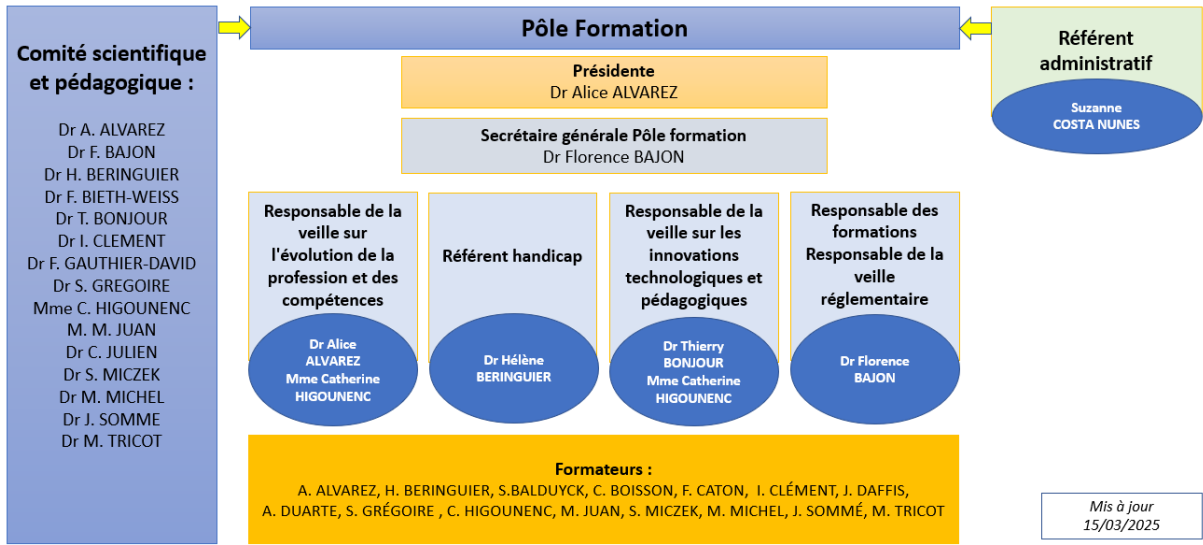 Comité scientifique
et pédagogique :
Dr A. ALVAREZ
Dr F. BAJON
Dr H. BERINGUIER
Dr F. BIETH-WEISS
Dr T. BONJOUR
Dr I. CLEMENT
Dr F. GAUTHIER-DAVID
Dr S. GREGOIRE
Mme C. HIGOUNENC
M. M. JUAN
Dr C. JULIEN
Dr S. MICZEK
Dr M. MICHEL
Dr J. SOMME
Dr M. TRICOT
Pôle Formation
Présidente
Dr Alice ALVAREZ
Secrétaire générale Pôle formation
Dr Florence BAJON
Référent
administratif
Suzanne
COSTA NUNES
Responsable de la
veille sur
l'évolution de la
profession et des
compétences
Dr Alice
ALVAREZ
Mme Catherine
HIGOUNENC
Référent handicap
Dr Hélène
BERINGUIER
Responsable de la
veille sur les
innovations
technologiques et
pédagogiques
Dr Thierry
BONJOUR
Mme Catherine
HIGOUNENC
Responsable des
formations
Responsable de la
veille
réglementaire
Dr Florence
BAJON
Formateurs :
A. ALVAREZ, H. BERINGUIER, S.BALDUYCK, C. BOISSON, F. CATON,  I. CLÉMENT, J. DAFFIS,
A. DUARTE, S. GRÉGOIRE , C. HIGOUNENC, M. JUAN, S. MICZEK, M. MICHEL, J. SOMMÉ, M. TRICOT
Mis à jour
15/03/2025